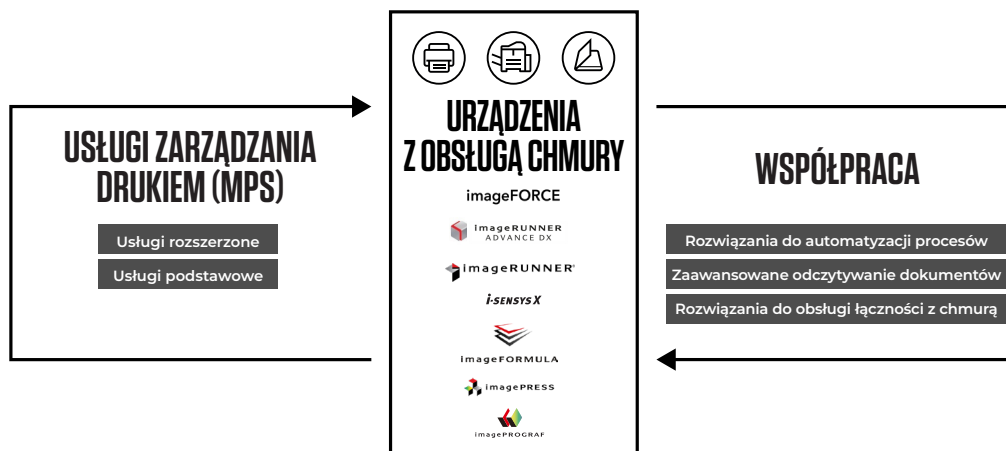 USŁUGI ZARZĄDZANIA
DRUKIEM (MPS)
Usługi rozszerzone
Usługi podstawowe
URZĄDZENIA
Z OBSŁUGĄ CHMURY
imageFORCE
imageRUNNER
ADVANCE DX
imageRUNNER
i-SENSYS X
imageFORMULA
imagePRESS
imagePROGRAF
WSPÓŁPRACA
Rozwiązania do automatyzacji procesów
Zaawansowane odczytywanie dokumentów
Rozwiązania do obsługi łączności z chmurą